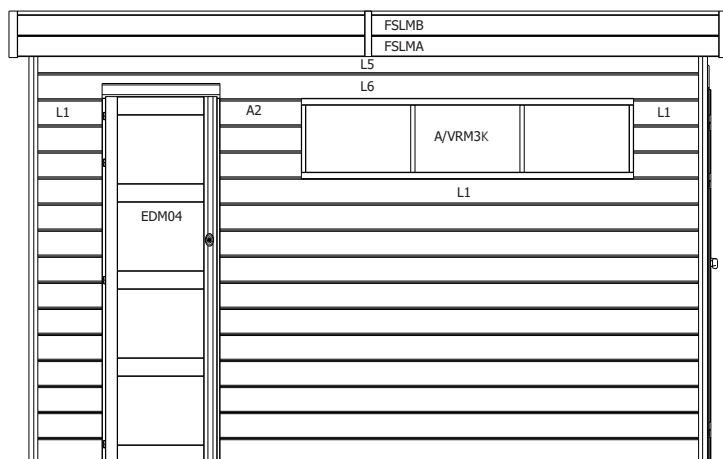 FSLMB
FSLMA
L5
L6
L1 A2 L1
A/VRM3K
L1
EDM04